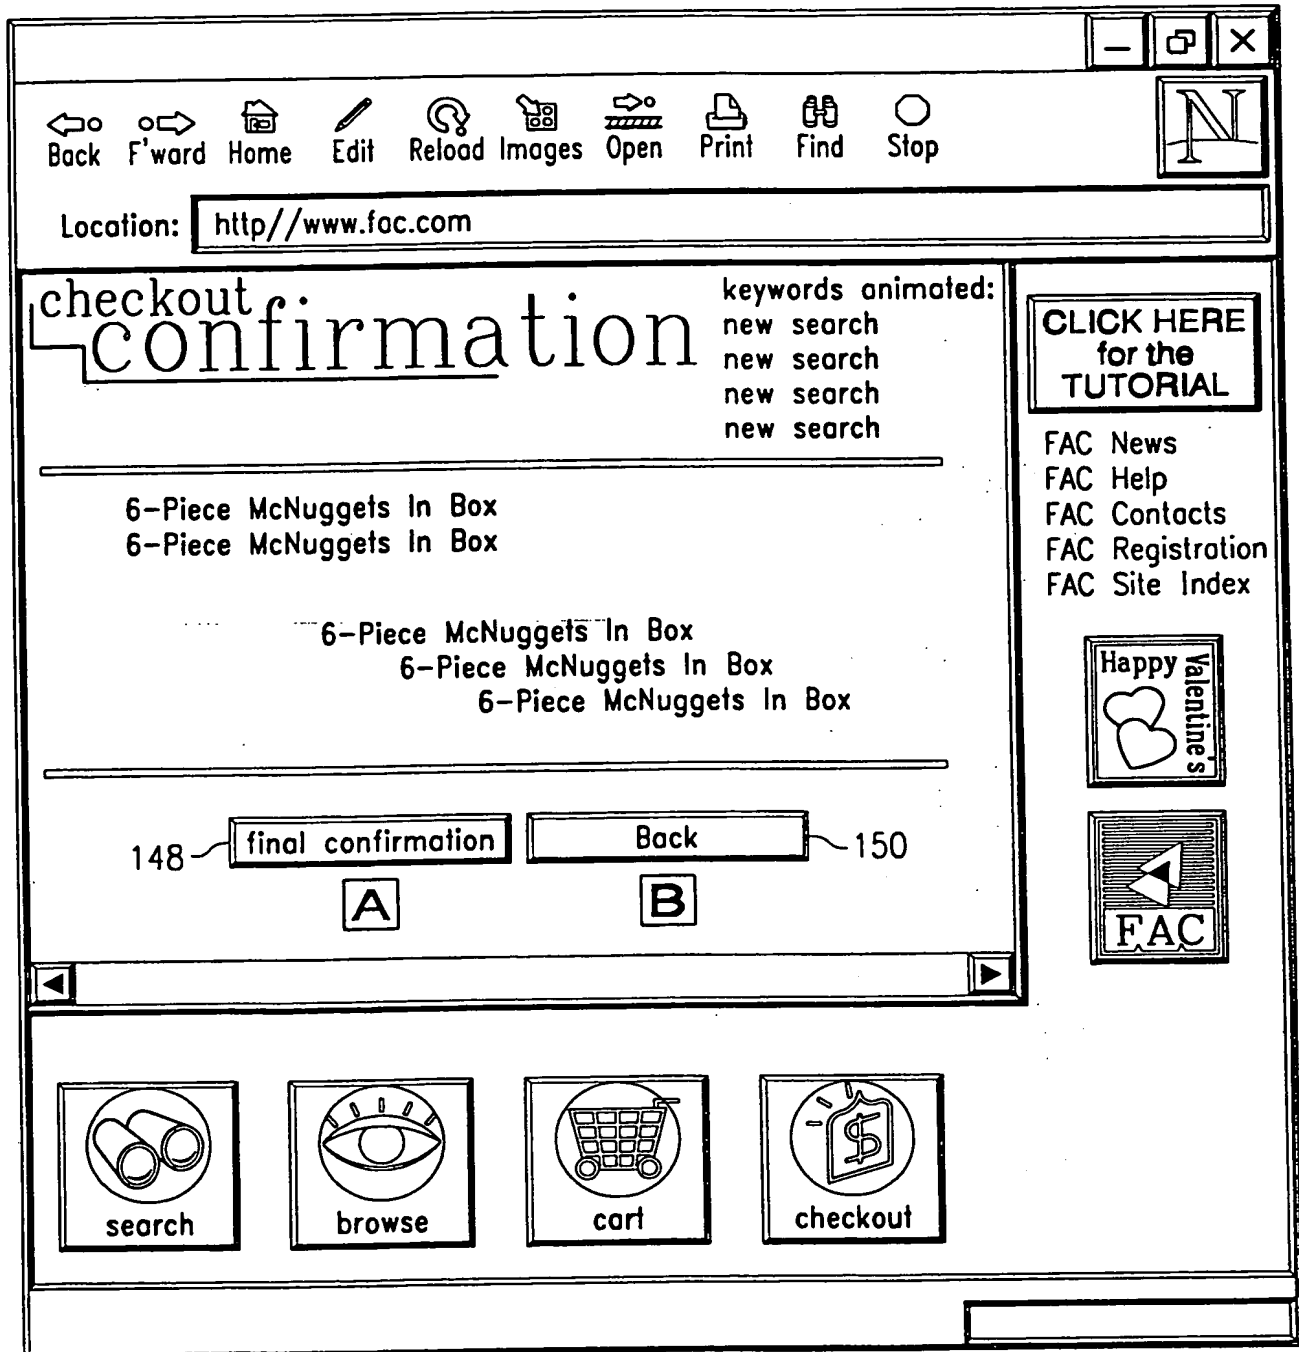 Back F'ward Home Edit Reload Images Open Print Find Stop
N
Location: http//www.fac.com
checkout
confirmation
keywords animated:
new search
new search
new search
new search
CLICK HERE
for the
TUTORIAL
FAC News
FAC Help
FAC Contacts
FAC Registration
FAC Site Index
6-Piece McNuggets In Box
6-Piece McNuggets In Box
6-Piece McNuggets In Box
6-Piece McNuggets In Box
6-Piece McNuggets In Box
Happy
Valentine's
148 final confirmation Back 150
A B
FAC
search browse cart checkout